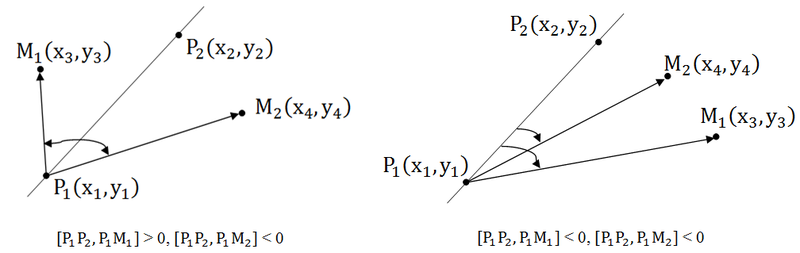 M₁(x₃,y₃)
P₂(x₂,y₂)
M₂(x₄,y₄)
P₁(x₁,y₁)
[P₁P₂,P₁M₁] > 0, [P₁P₂,P₁M₂] < 0
P₂(x₂,y₂)
M₂(x₄,y₄)
M₁(x₃,y₃)
P₁(x₁,y₁)
[P₁P₂,P₁M₁] < 0, [P₁P₂,P₁M₂] < 0